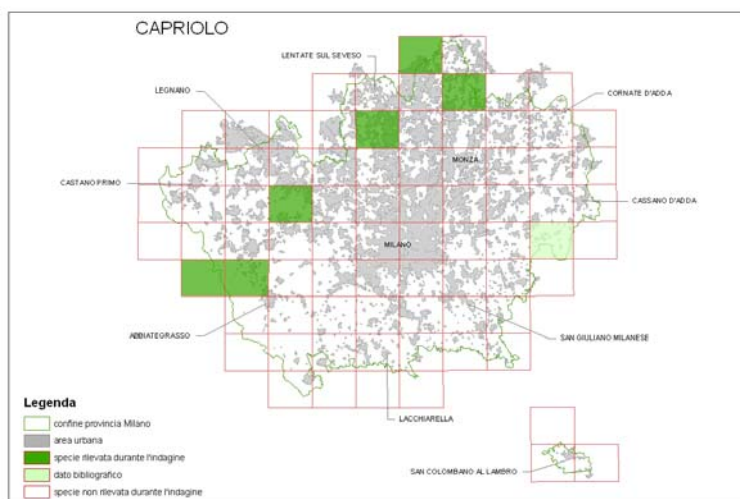 CAPRIOLO
LENTATE SUL SEVESO
LEGNANO
CORNATE D'ADDA
MONZA
CASTANO PRIMO
CASSANO D'ADDA
MILANO
ABBIATEGRASSO
SAN GIULIANO MILANESE
LACCHIARELLA
SAN COLOMBANO AL LAMBRO
Legenda
confine provincia Milano
area urbana
specie rilevata durante l'indagine
dato bibliografico
specie non rilevata durante l'indagine